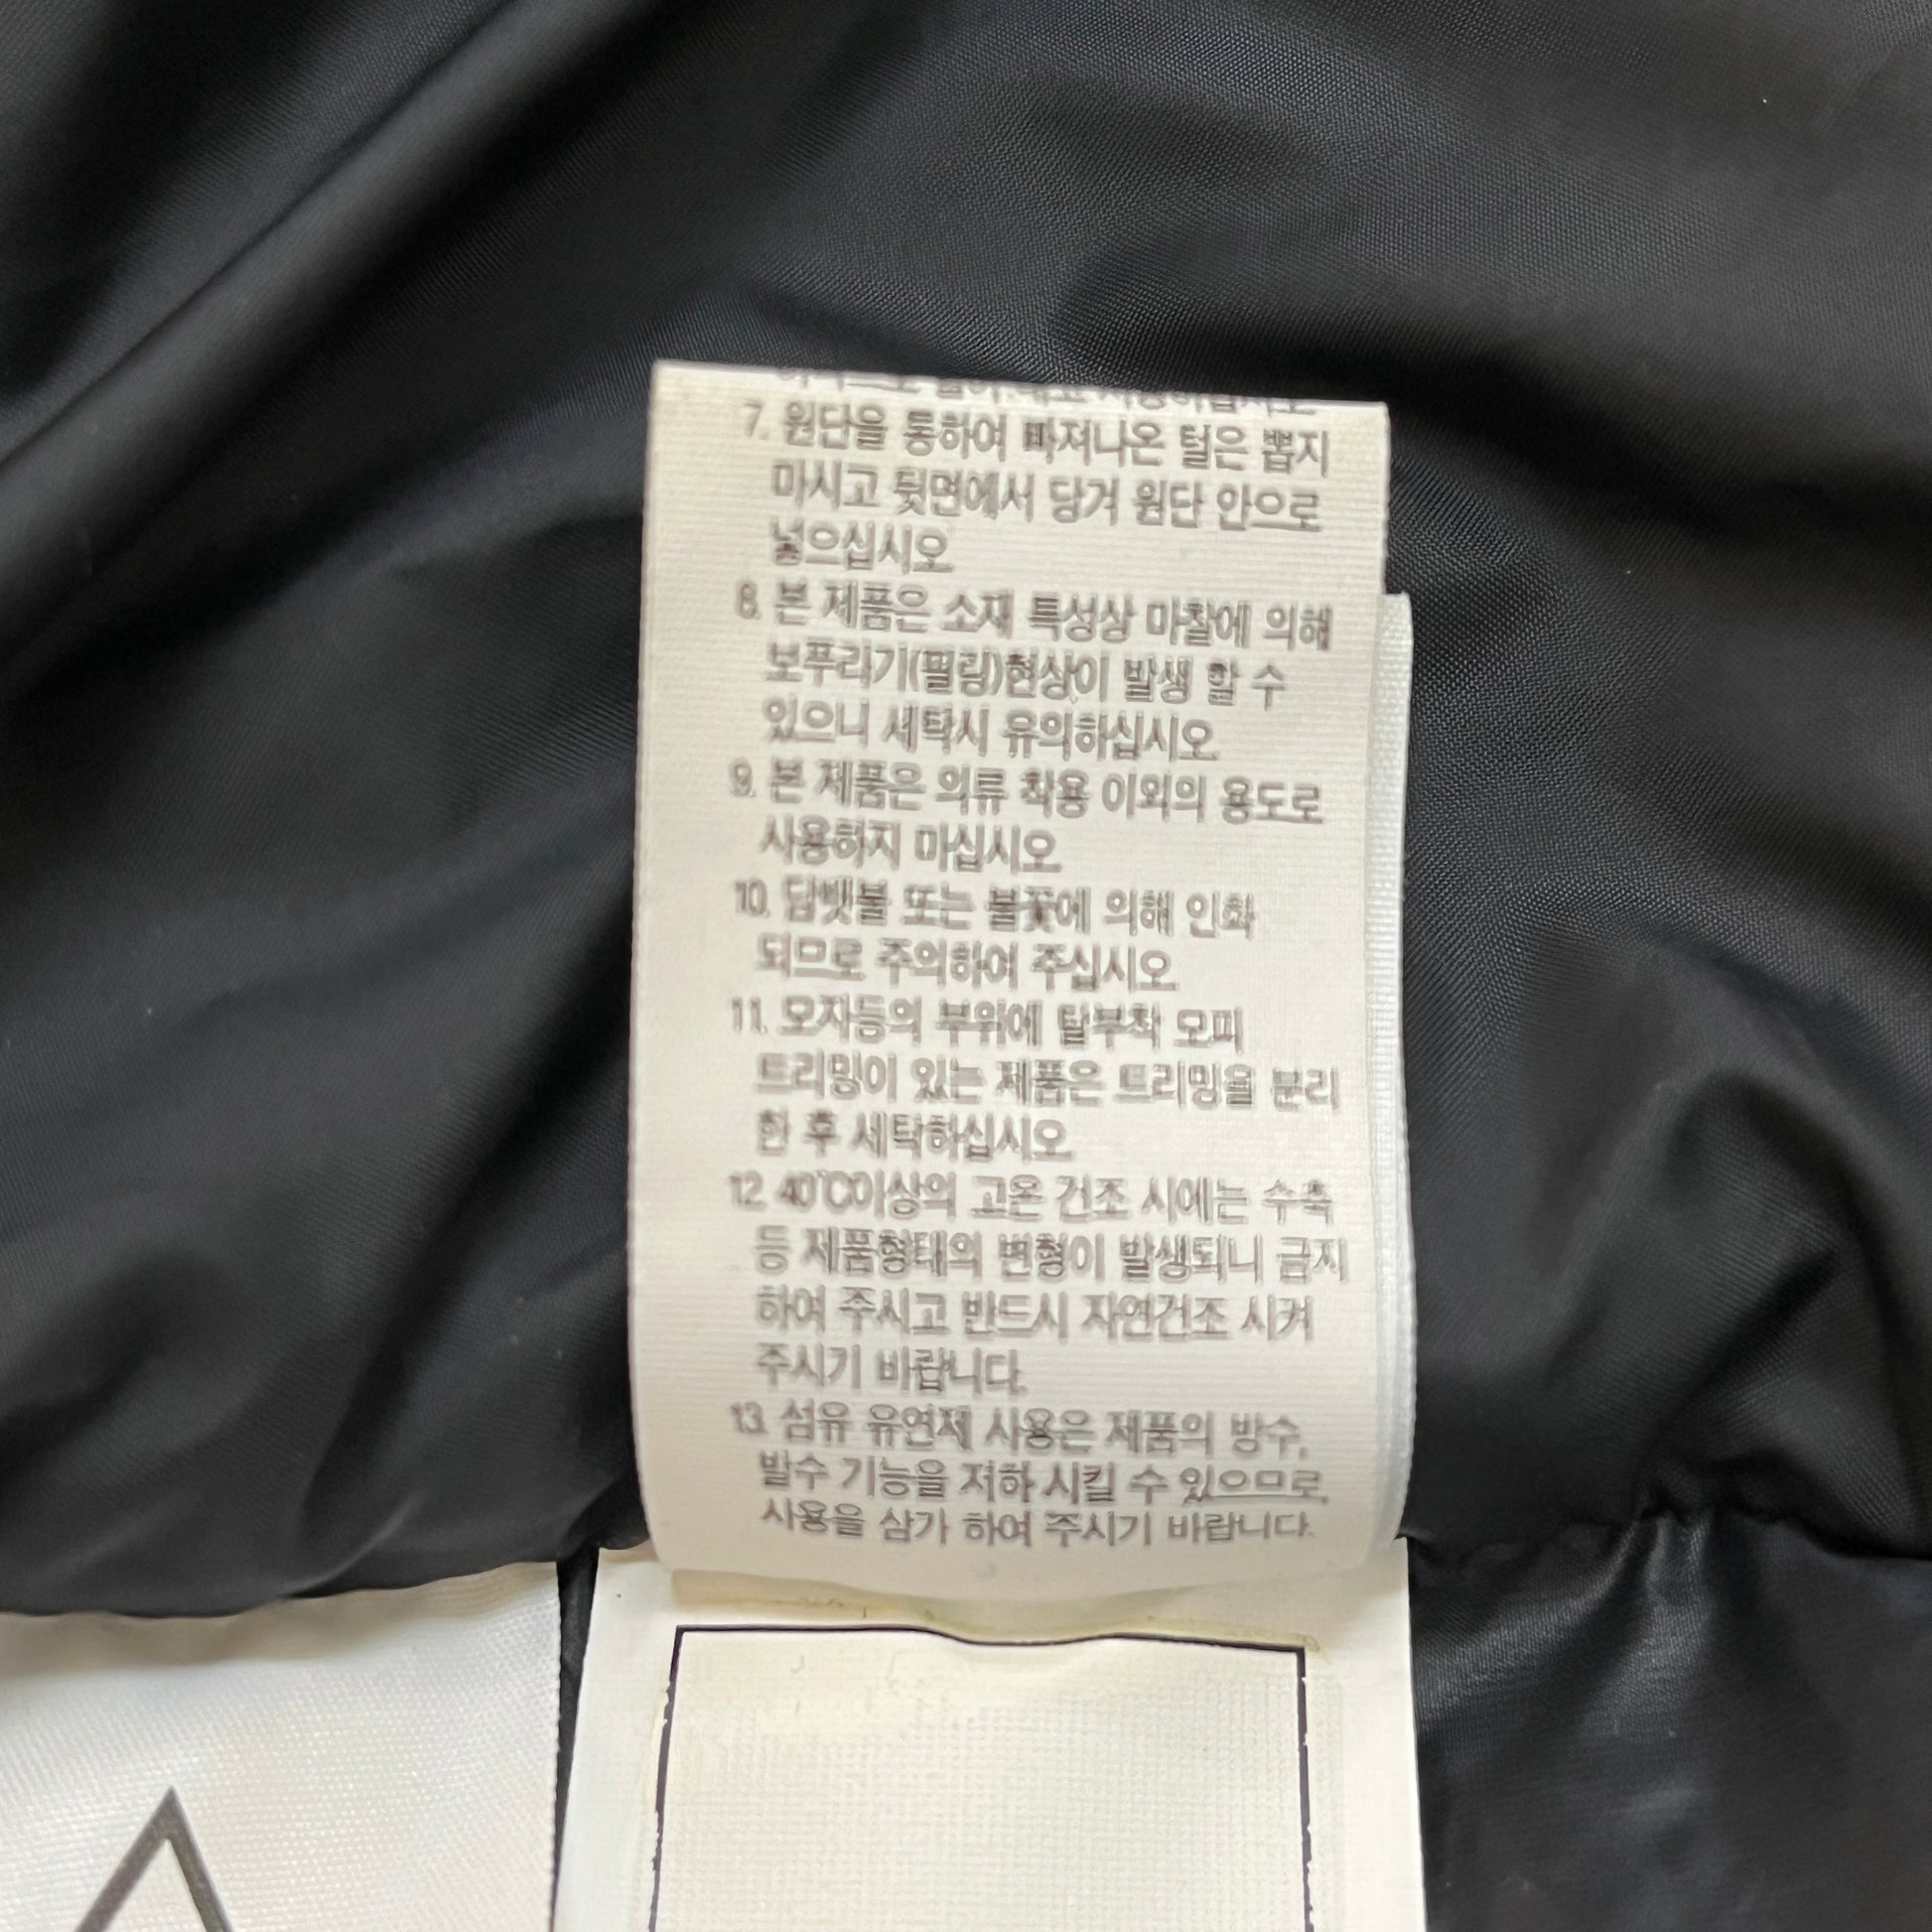 7. 원단을 통하여 빠져나온 털은 뽑지
마시고 뒷면에서 당겨 원단 안으로
넣으십시오.
8. 본 제품은 소재 특성상 마찰에 의해
보푸라기(필링)현상이 발생 할 수
있으니 세탁시 유의하십시오.
9. 본 제품은 의류 착용 이외의 용도로
사용하지 마십시오.
10. 담뱃불 또는 불꽃에 의해 인화
되므로 주의하여 주십시오.
11. 모자등의 부위에 탈부착 모피
트리밍이 있는 제품은 트리밍을 분리
한 후 세탁하십시오.
12. 40℃이상의 고온 건조 시에는 수축
등 제품형태의 변형이 발생되니 금지
하여 주시고 반드시 자연건조 시켜
주시기 바랍니다.
13. 섬유 유연제 사용은 제품의 방수,
발수 기능을 저하 시킬 수 있으므로,
사용을 삼가 하여 주시기 바랍니다.